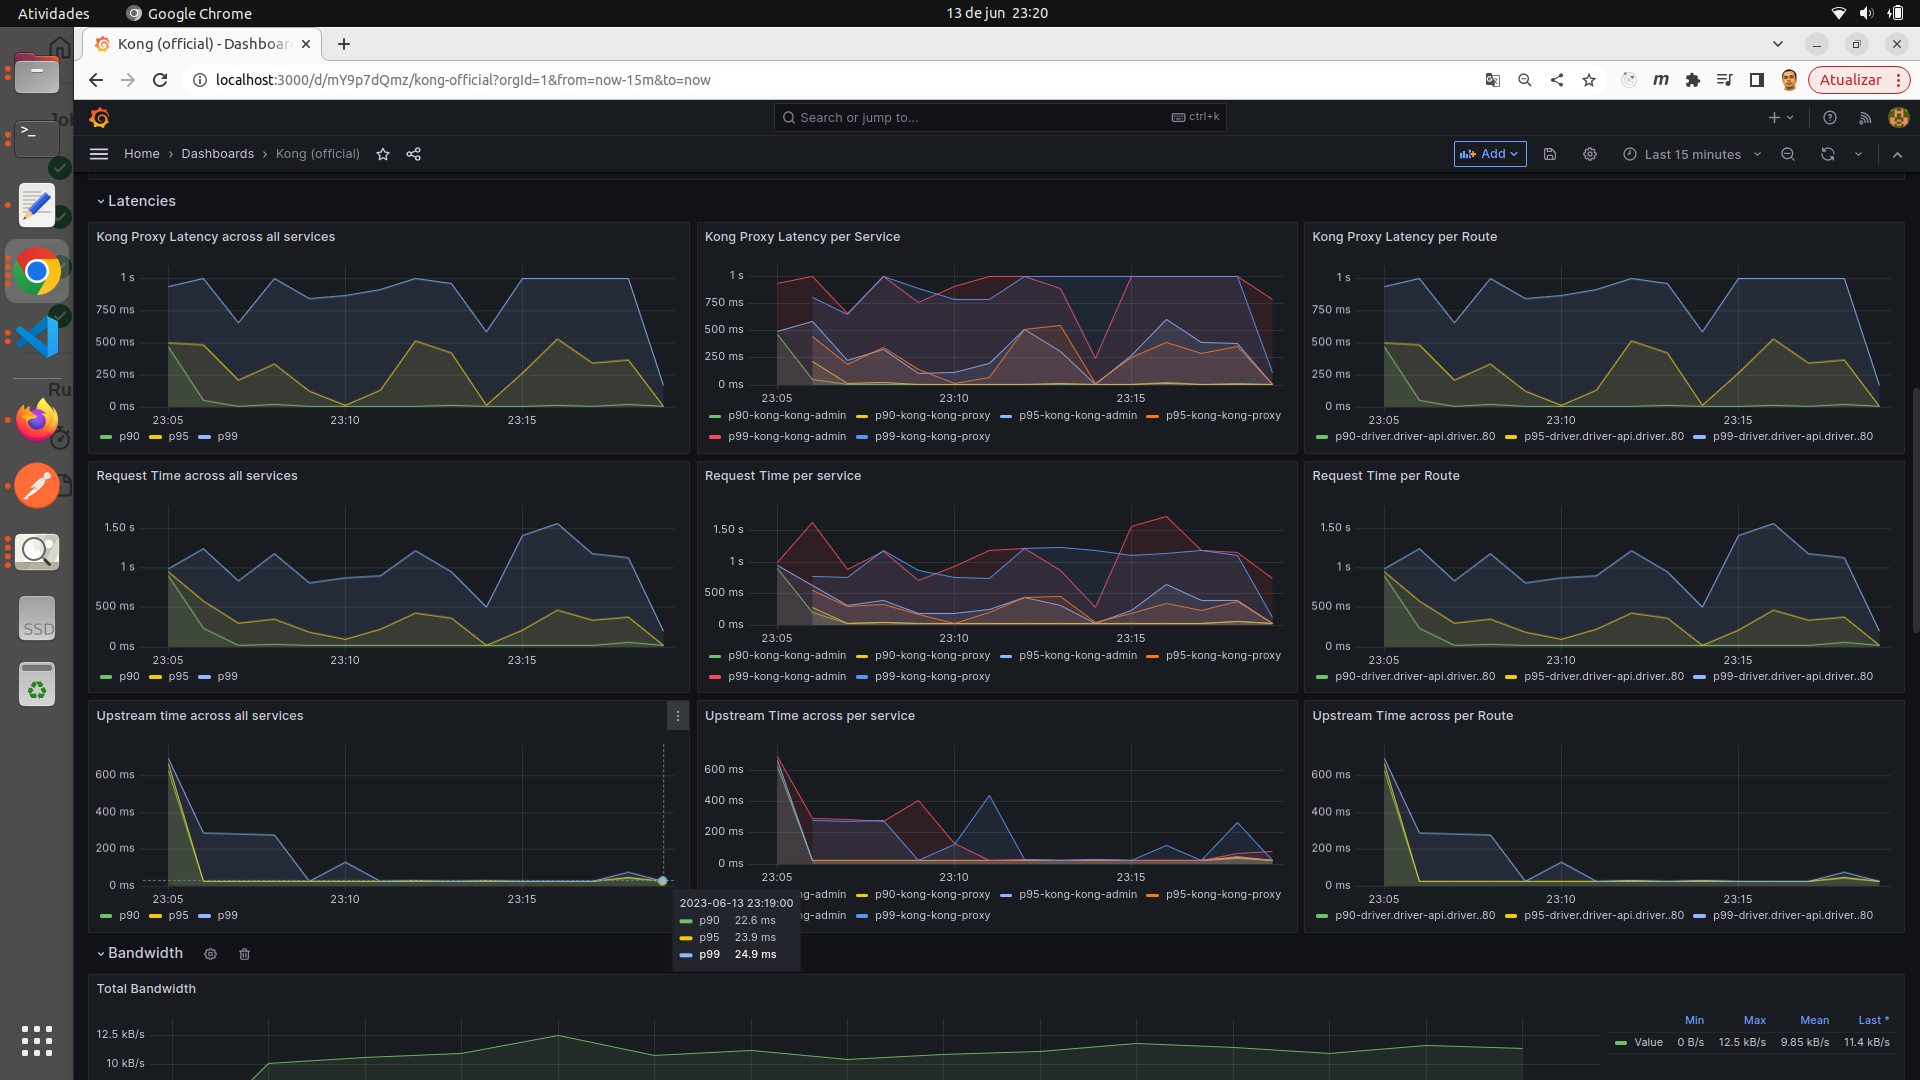 Atividades
Google Chrome
13 de jun 23:20
Kong (official) - Dashboar
localhost:3000/d/mY9p7dQmz/kong-official?orgId=1&from=now-15m&to=now
m
Atualizar
Search or jump to...
ctrl+k
Home › Dashboards › Kong (official)
Add
Last 15 minutes
Latencies
Kong Proxy Latency across all services
1 s
750 ms
500 ms
250 ms
0 ms
23:05 23:10 23:15
p90 p95 p99
Kong Proxy Latency per Service
1 s
750 ms
500 ms
250 ms
0 ms
23:05 23:10 23:15
p90-kong-kong-admin p90-kong-kong-proxy p95-kong-kong-admin p95-kong-kong-proxy
p99-kong-kong-admin p99-kong-kong-proxy
Kong Proxy Latency per Route
1 s
750 ms
500 ms
250 ms
0 ms
23:05 23:10 23:15
p90-driver.driver-api.driver..80 p95-driver.driver-api.driver..80 p99-driver.driver-api.driver..80
Request Time across all services
1.50 s
1 s
500 ms
0 ms
23:05 23:10 23:15
p90 p95 p99
Request Time per service
1.50 s
1 s
500 ms
0 ms
23:05 23:10 23:15
p90-kong-kong-admin p90-kong-kong-proxy p95-kong-kong-admin p95-kong-kong-proxy
p99-kong-kong-admin p99-kong-kong-proxy
Request Time per Route
1.50 s
1 s
500 ms
0 ms
23:05 23:10 23:15
p90-driver.driver-api.driver..80 p95-driver.driver-api.driver..80 p99-driver.driver-api.driver..80
Upstream time across all services
600 ms
400 ms
200 ms
0 ms
23:05 23:10 23:15
p90 p95 p99
Upstream Time across per service
600 ms
400 ms
200 ms
0 ms
23:05 23:10 23:15
ng-admin p90-kong-kong-proxy p95-kong-kong-admin p95-kong-kong-proxy
ng-admin p99-kong-kong-proxy
Upstream Time across per Route
600 ms
400 ms
200 ms
0 ms
23:05 23:10 23:15
p90-driver.driver-api.driver..80 p95-driver.driver-api.driver..80 p99-driver.driver-api.driver..80
2023-06-13 23:19:00
p90 22.6 ms
p95 23.9 ms
p99 24.9 ms
Bandwidth
Total Bandwidth
12.5 kB/s
10 kB/s
Min Max Mean Last *
Value 0 B/s 12.5 kB/s 9.85 kB/s 11.4 kB/s
Ru
SSD